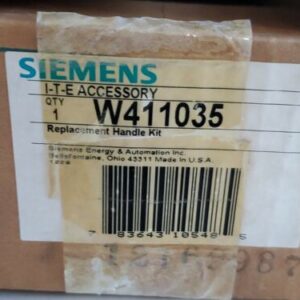 SIEMENS
I-T-E ACCESSORY
QTY
1
W411035
Replacement Handle Kit
Siemens Energy & Automation Inc.
Bellefontaine, Ohio 43311 Made In U.S.A.
7 83643 10548